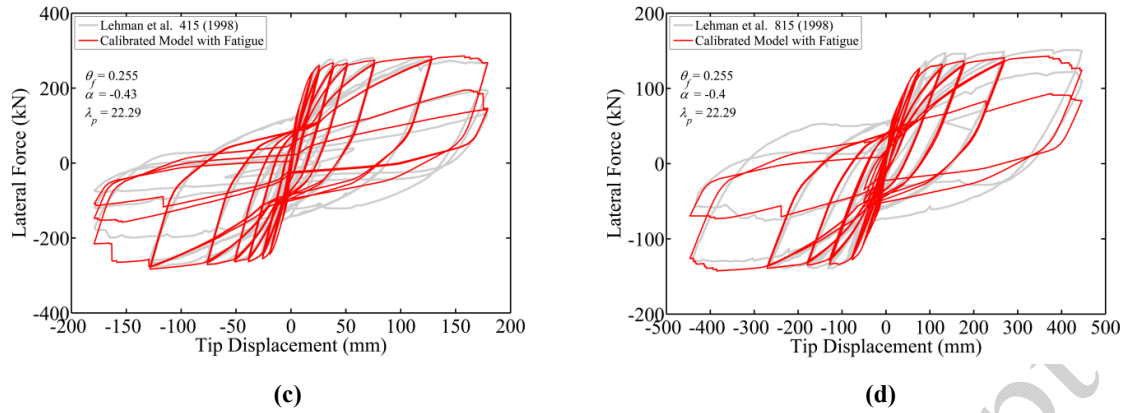 400
Lehman et al. 415 (1998)
Calibrated Model with Fatigue
200
θf = 0.255
α = -0.43
λp = 22.29
0
-200
-400
Lateral Force (kN)
-200 -150 -100 -50 0 50 100 150 200
Tip Displacement (mm)
(c)
200
Lehman et al. 815 (1998)
Calibrated Model with Fatigue
100
θf = 0.255
α = -0.4
λp = 22.29
0
-100
-200
Lateral Force (kN)
-500 -400 -300 -200 -100 0 100 200 300 400 500
Tip Displacement (mm)
(d)